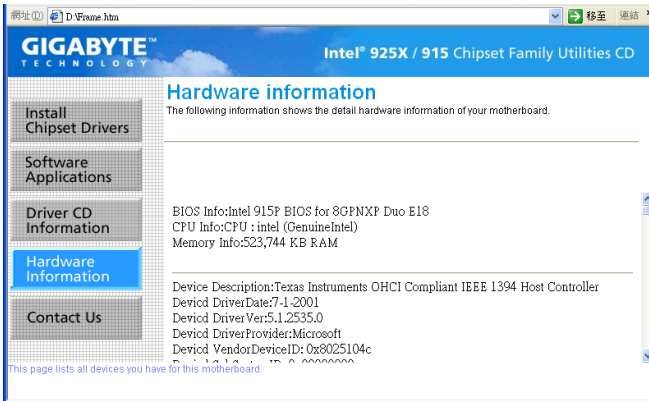 網址(D) D:\Frame.htm 移至 連結
GIGABYTE™
TECHNOLOGY
Intel® 925X / 915 Chipset Family Utilities CD
Hardware information
The following information shows the detail hardware information of your motherboard.
Install
Chipset Drivers
Software
Applications
Driver CD
Information
Hardware
Information
Contact Us
BIOS Info:Intel 915P BIOS for 8GPNXP Duo E18
CPU Info:CPU : intel (GenuineIntel)
Memory Info:523,744 KB RAM
Device Description:Texas Instruments OHCI Compliant IEEE 1394 Host Controller
Devicd DriverDate:7-1-2001
Devicd DriverVer:5.1.2535.0
Devicd DriverProvider:Microsoft
Devicd VendorDeviceID: 0x8025104c
This page lists all devices you have for this motherboard.